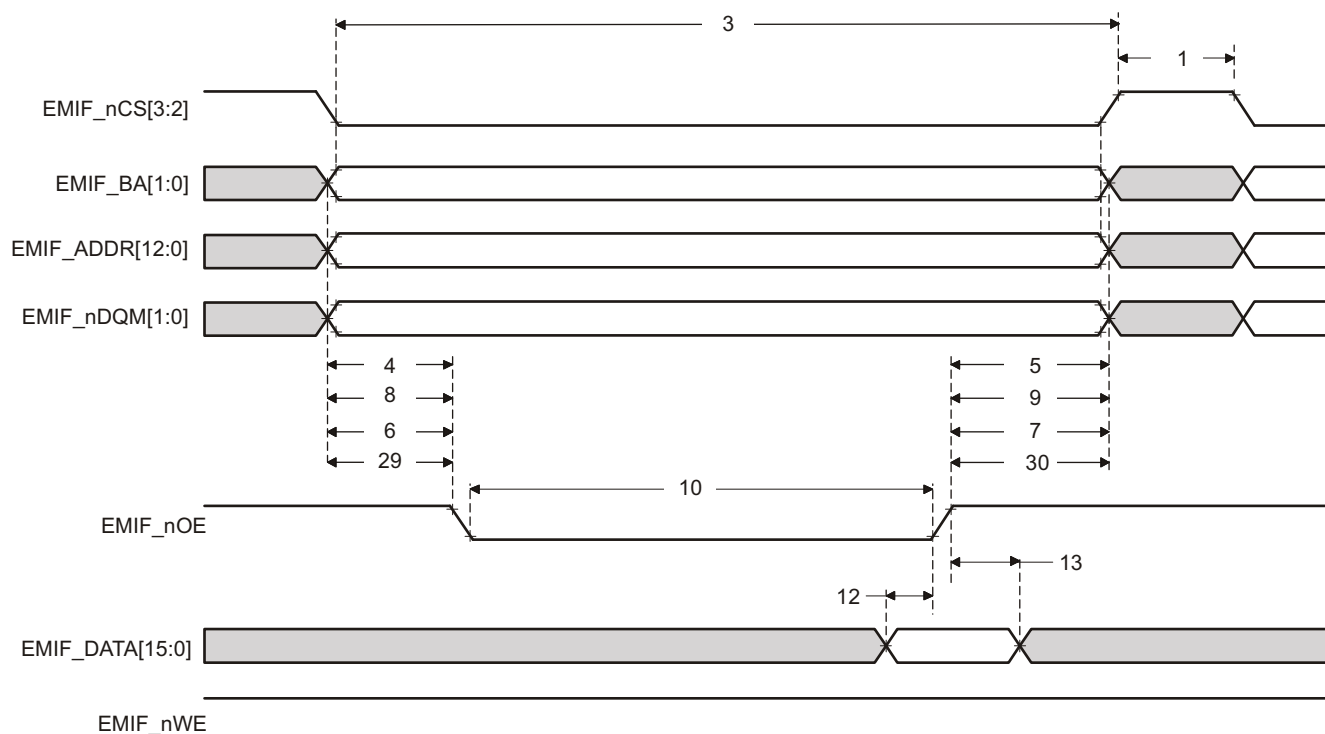 3
1
EMIF_nCS[3:2]
EMIF_BA[1:0]
EMIF_ADDR[12:0]
EMIF_nDQM[1:0]
4
5
8
9
6
7
29
30
10
EMIF_nOE
13
12
EMIF_DATA[15:0]
EMIF_nWE